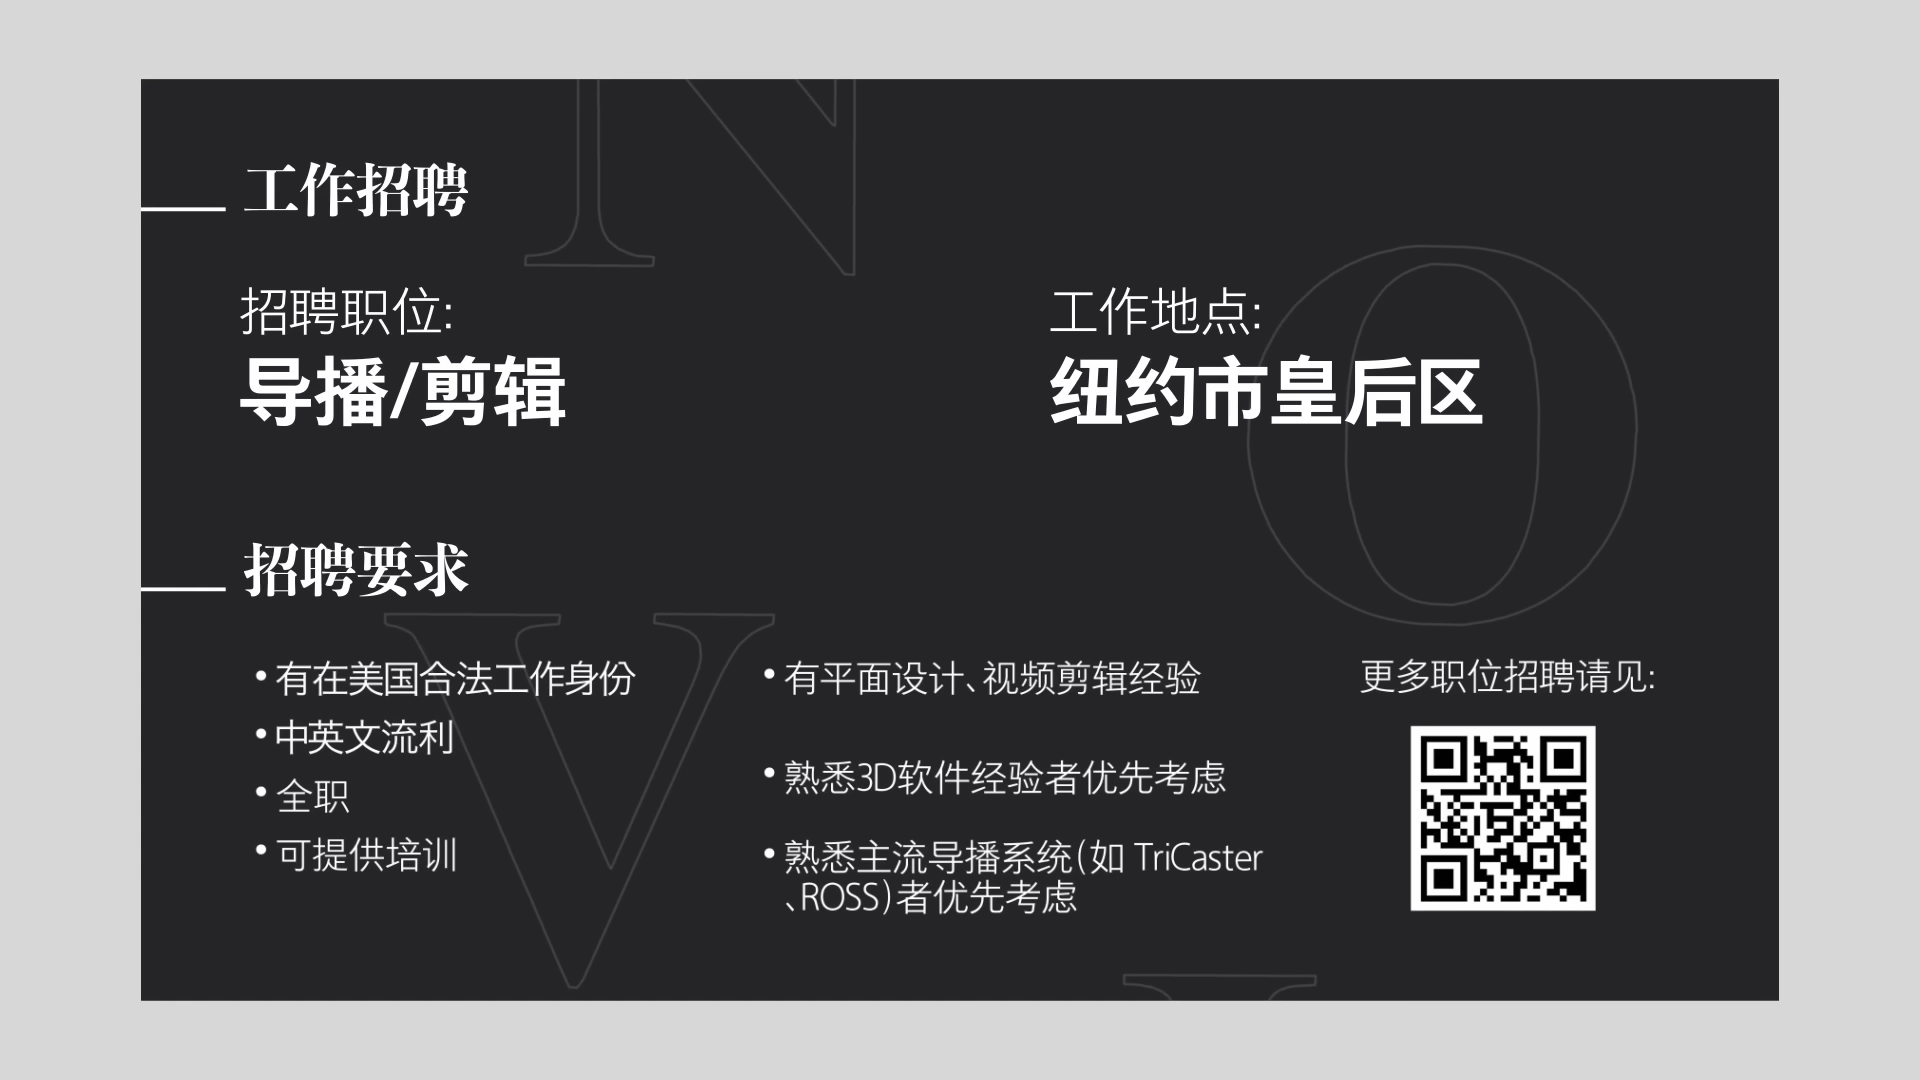 工作招聘
招聘职位:
导播/剪辑
工作地点:
纽约市皇后区
招聘要求
• 有在美国合法工作身份
• 中英文流利
• 全职
• 可提供培训
• 有平面设计、视频剪辑经验
• 熟悉3D软件经验者优先考虑
• 熟悉主流导播系统(如 TriCaster
、ROSS)者优先考虑
更多职位招聘请见: